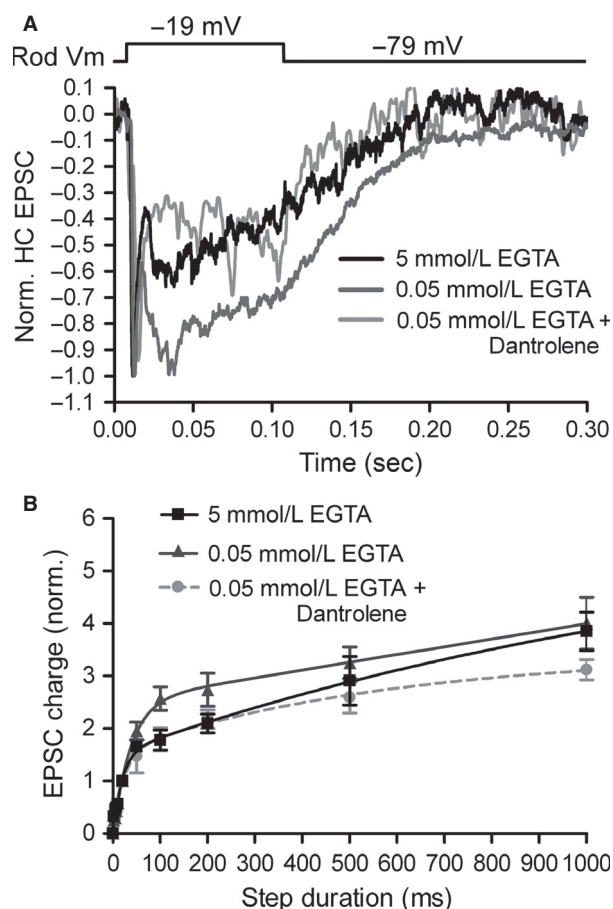 A
−19 mV
−79 mV
Rod Vm
0.1
0.0
−0.1
−0.2
−0.3
−0.4
−0.5
−0.6
−0.7
−0.8
−0.9
−1.0
−1.1
Norm. HC EPSC
5 mmol/L EGTA
0.05 mmol/L EGTA
0.05 mmol/L EGTA +
Dantrolene
0.00 0.05 0.10 0.15 0.20 0.25 0.30
Time (sec)
B
6
5
4
3
2
1
0
EPSC charge (norm.)
5 mmol/L EGTA
0.05 mmol/L EGTA
0.05 mmol/L EGTA +
Dantrolene
0 100 200 300 400 500 600 700 800 900 1000
Step duration (ms)